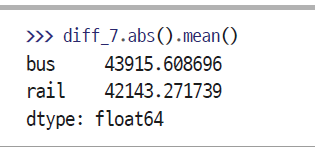 >>> diff_7.abs().mean()
bus     43915.608696
rail    42143.271739
dtype: float64